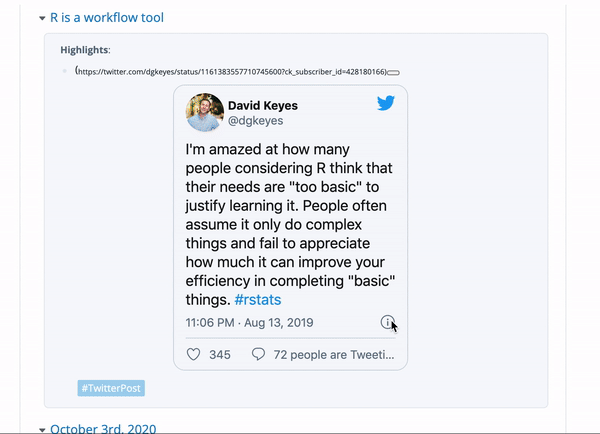 R is a workflow tool
Highlights:
(https://twitter.com/dgkeyes/status/1161383557710745600?ck_subscriber_id=428180166)
David Keyes
@dgkeyes
I'm amazed at how many
people considering R think that
their needs are "too basic" to
justify learning it. People often
assume it only do complex
things and fail to appreciate
how much it can improve your
efficiency in completing "basic"
things. #rstats
11:06 PM · Aug 13, 2019
345
72 people are Tweeti...
#TwitterPost
October 3rd, 2020